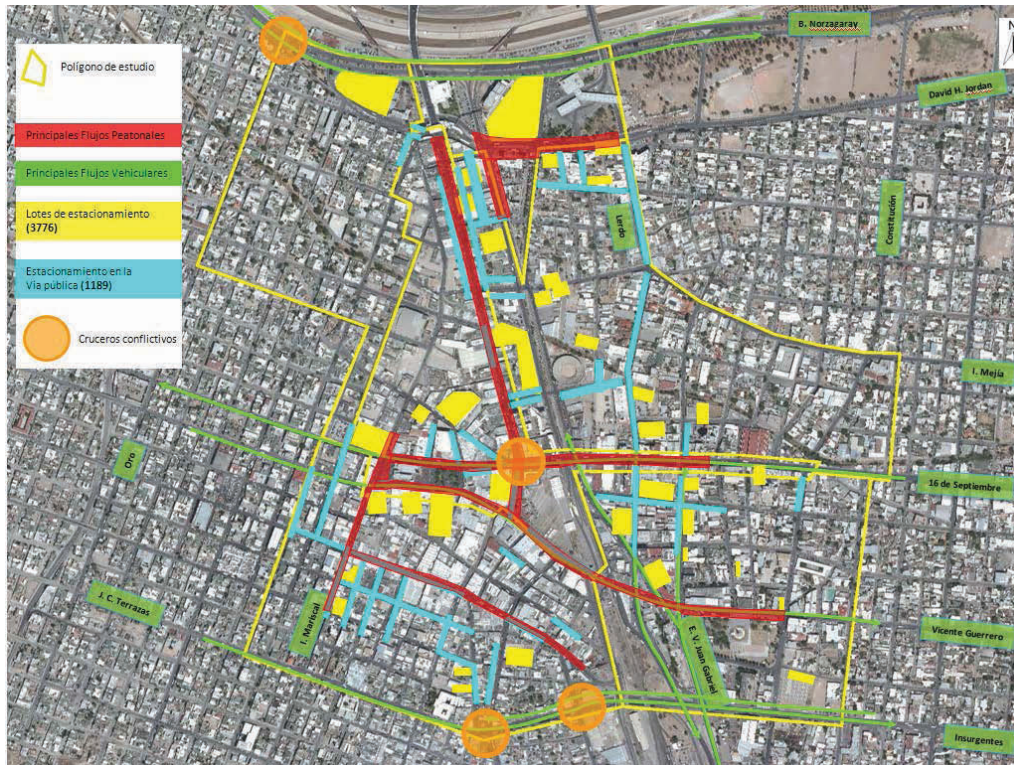 Polígono de estudio
Principales Flujos Peatonales
Principales Flujos Vehiculares
Lotes de estacionamiento
(3776)
Estacionamiento en la
Vía pública (1189)
Cruceros conflictivos
B. Norzagaray
N
David H. Jordan
Constitución
Lerdo
I. Mejía
Oro
16 de Septiembre
J. C. Terrazas
I. Mariscal
E. V. Juan Gabriel
Vicente Guerrero
Insurgentes